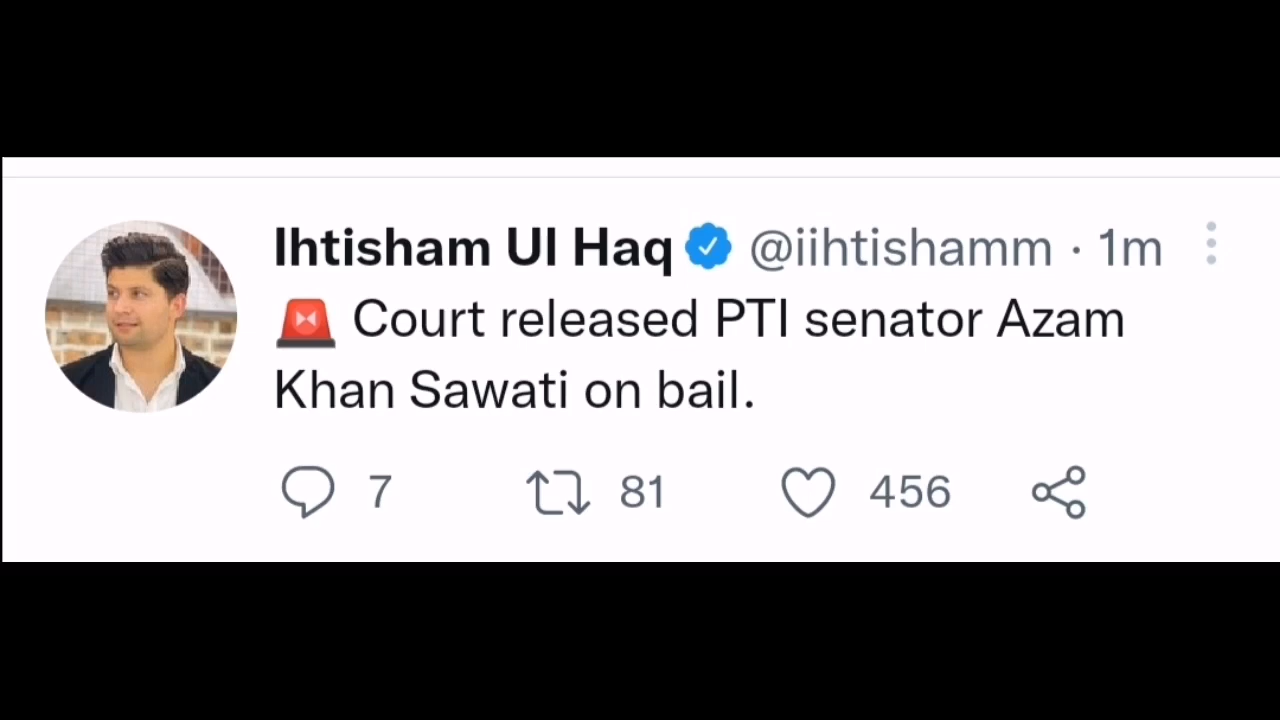 Ihtisham Ul Haq @iihtishamm · 1m
🚨 Court released PTI senator Azam
Khan Sawati on bail.
7 81 456